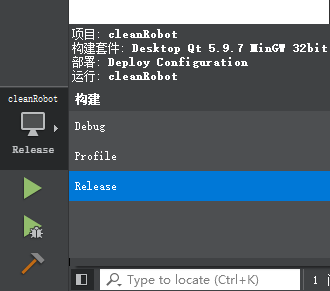 项目: cleanRobot
构建套件: Desktop Qt 5.9.7 MinGW 32bit
部署: Deploy Configuration
运行: cleanRobot
cleanRobot
Release
构建
Debug
Profile
Release
Type to locate (Ctrl+K)
1